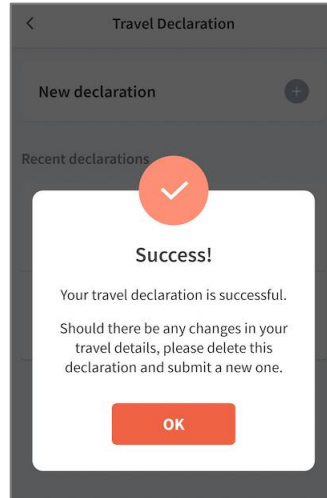 Travel Declaration
New declaration
Recent declarations
Success!
Your travel declaration is successful.
Should there be any changes in your
travel details, please delete this
declaration and submit a new one.
OK